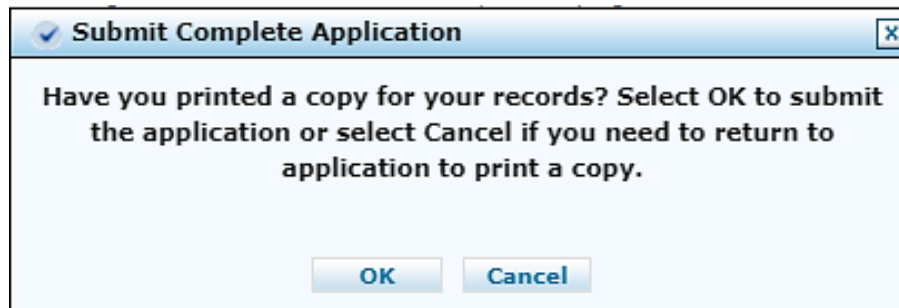 Submit Complete Application
Have you printed a copy for your records? Select OK to submit
the application or select Cancel if you need to return to
application to print a copy.
OK Cancel